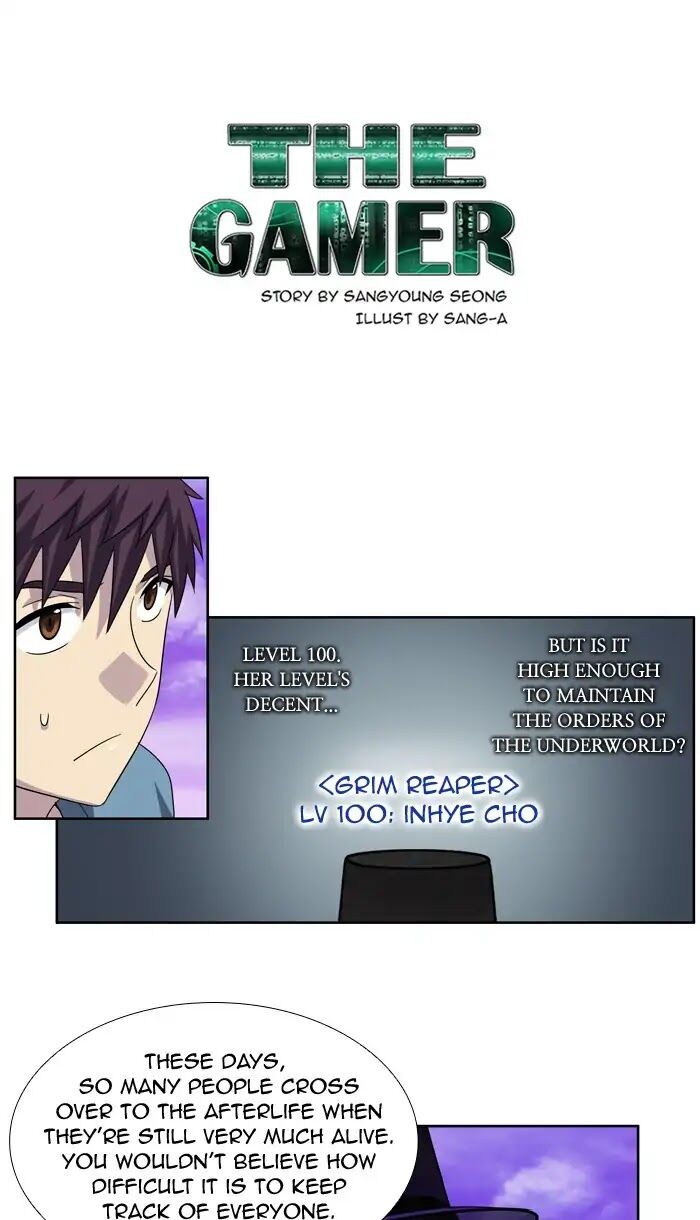 THE
GAMER
STORY BY SANGYOUNG SEONG
ILLUST BY SANG-A
LEVEL 100.
HER LEVEL'S
DECENT...
BUT IS IT
HIGH ENOUGH
TO MAINTAIN
THE ORDERS OF
THE UNDERWORLD?
<GRIM REAPER>
LV 100: INHYE CHO
THESE DAYS,
SO MANY PEOPLE CROSS
OVER TO THE AFTERLIFE WHEN
THEY'RE STILL VERY MUCH ALIVE.
YOU WOULDN'T BELIEVE HOW
DIFFICULT IT IS TO KEEP
TRACK OF EVERYONE.